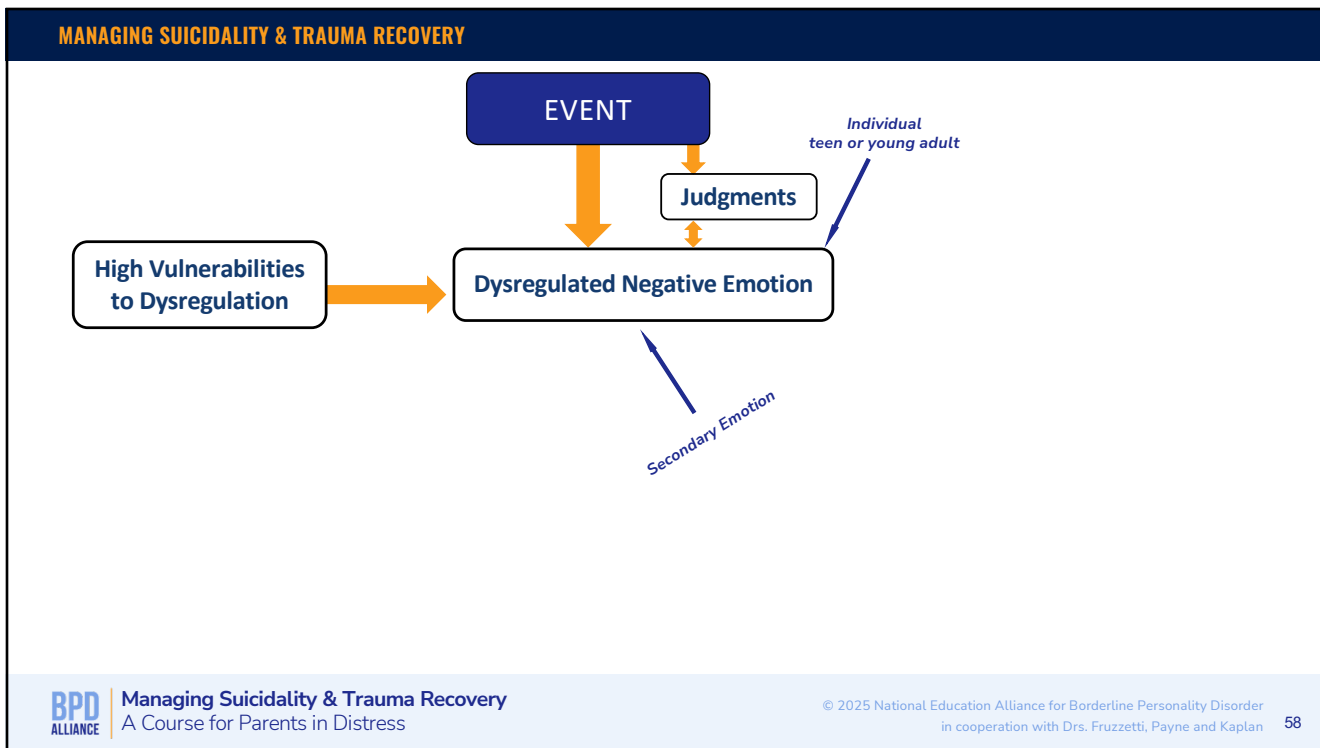 MANAGING SUICIDALITY & TRAUMA RECOVERY
EVENT
Individual
teen or young adult
Judgments
High Vulnerabilities
to Dysregulation
Dysregulated Negative Emotion
Secondary Emotion
BPD
ALLIANCE
Managing Suicidality & Trauma Recovery
A Course for Parents in Distress
© 2025 National Education Alliance for Borderline Personality Disorder
in cooperation with Drs. Fruzzetti, Payne and Kaplan
58